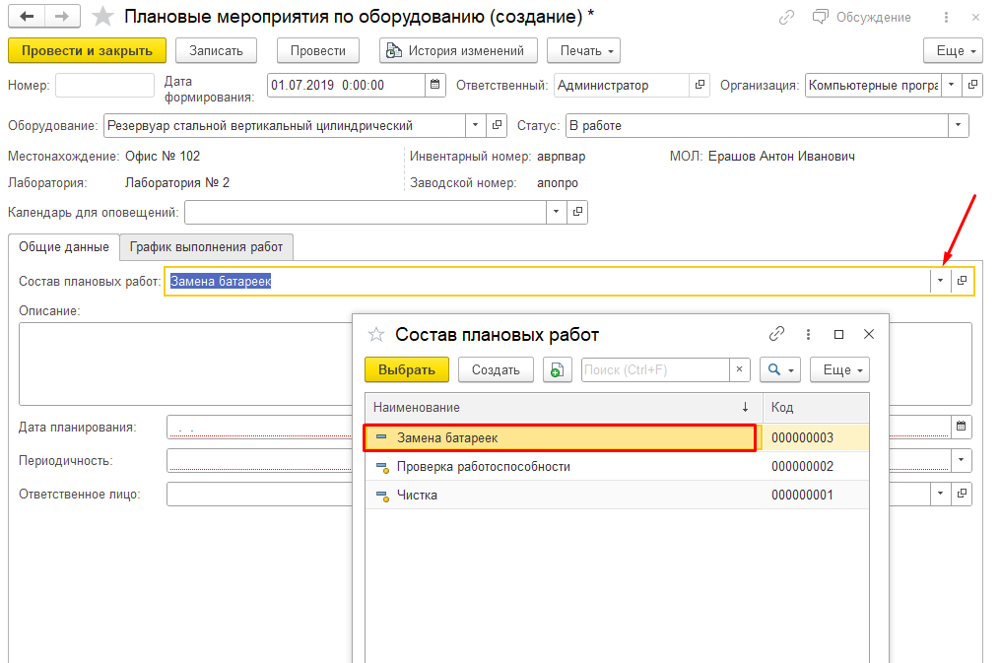 Плановые мероприятия по оборудованию (создание) *
Обсуждение
Провести и закрыть
Записать
Провести
История изменений
Печать
Еще
Номер:
Дата формирования:
01.07.2019 0:00:00
Ответственный:
Администратор
Организация:
Компьютерные програ
Оборудование:
Резервуар стальной вертикальный цилиндрический
Статус:
В работе
Местонахождение: Офис № 102
Инвентарный номер: аврпвар
МОЛ: Ерашов Антон Иванович
Лаборатория: Лаборатория № 2
Заводской номер: апопро
Календарь для оповещений:
Общие данные
График выполнения работ
Состав плановых работ:
Замена батареек
Описание:
Дата планирования:
. .
Периодичность:
Ответственное лицо:
Состав плановых работ
Выбрать
Создать
Поиск (Ctrl+F)
×
Еще
Наименование ↓ Код
Замена батареек 000000003
Проверка работоспособности 000000002
Чистка 000000001